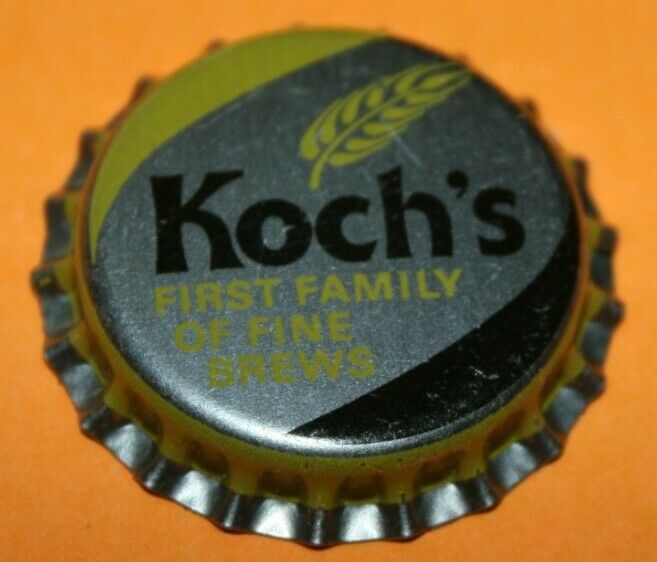 Koch's
FIRST FAMILY
OF FINE
BREWS